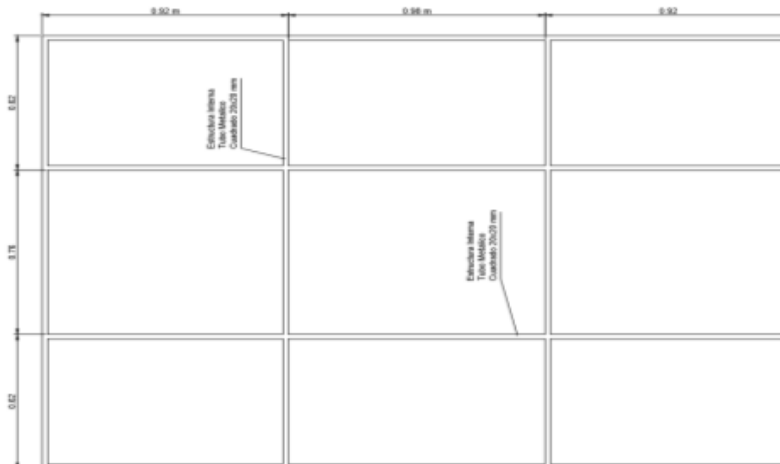 0.92 m
0.98 m
0.92
0.62
Estructura Interna
Tubo Metálico
Cuadrado 20x20 mm
0.76
Estructura Interna
Tubo Metálico
Cuadrado 20x20 mm
0.62